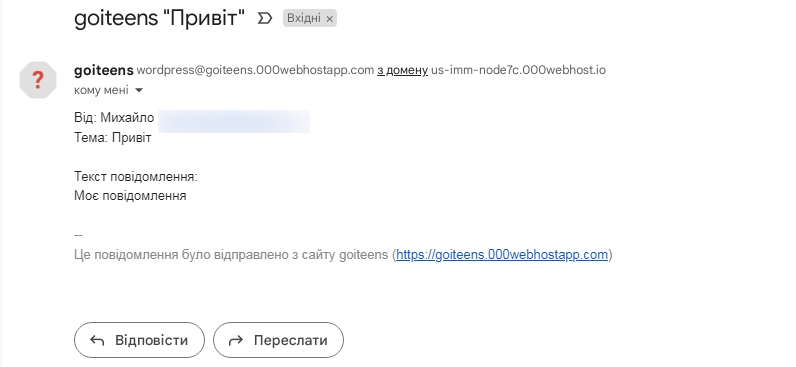 goiteens "Привіт" Вхідні ×
?
goiteens wordpress@goiteens.000webhostapp.com з домену us-imm-node7c.000webhost.io
кому мені
Від: Михайло
Тема: Привіт
Текст повідомлення:
Моє повідомлення
--
Це повідомлення було відправлено з сайту goiteens (https://goiteens.000webhostapp.com)
Відповісти Переслати